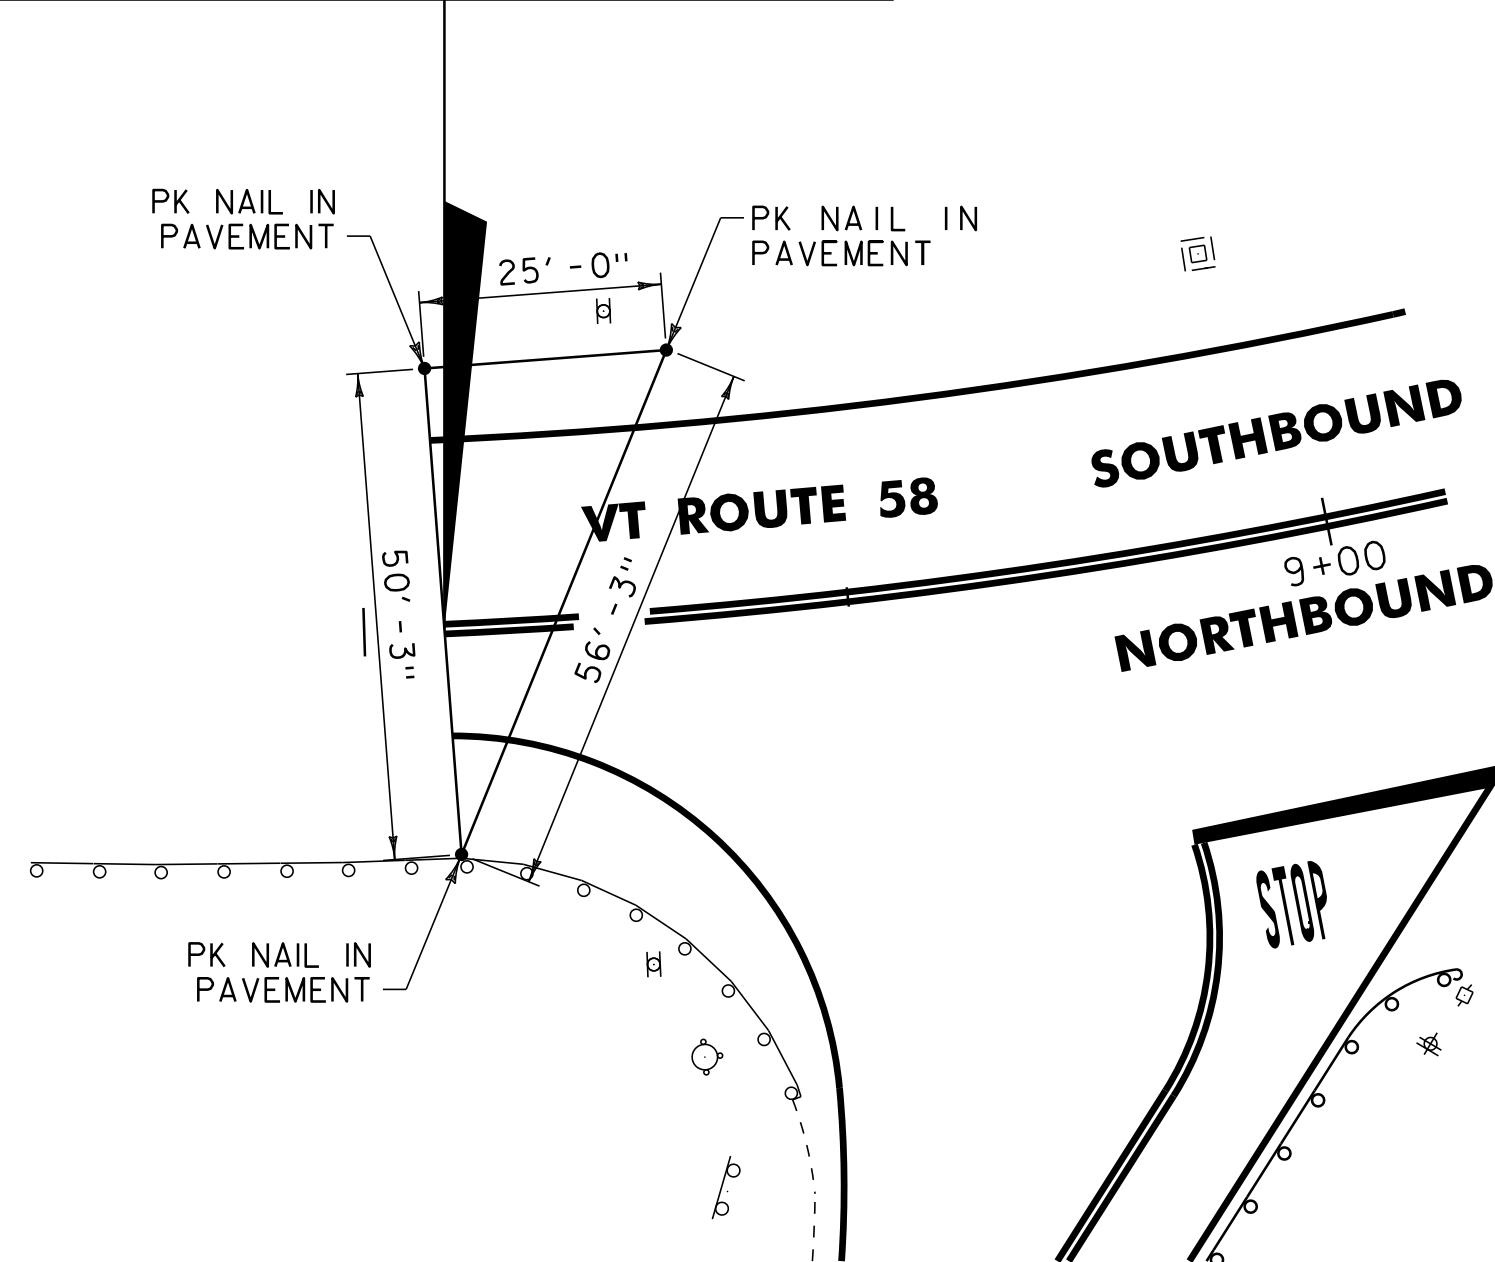 PK NAIL IN
PAVEMENT
PK NAIL IN
PAVEMENT
25'-0"
SOUTHBOUND
VT ROUTE 58
9+00
50'-3"
56'-3"
NORTHBOUND
STOP
PK NAIL IN
PAVEMENT